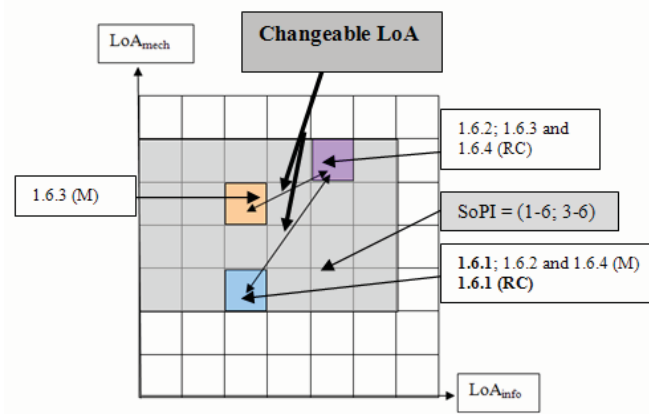 Changeable LoA
LoAmech
1.6.2; 1.6.3 and
1.6.4 (RC)
1.6.3 (M)
SoPI = (1-6; 3-6)
1.6.1; 1.6.2 and 1.6.4 (M)
1.6.1 (RC)
LoAinfo